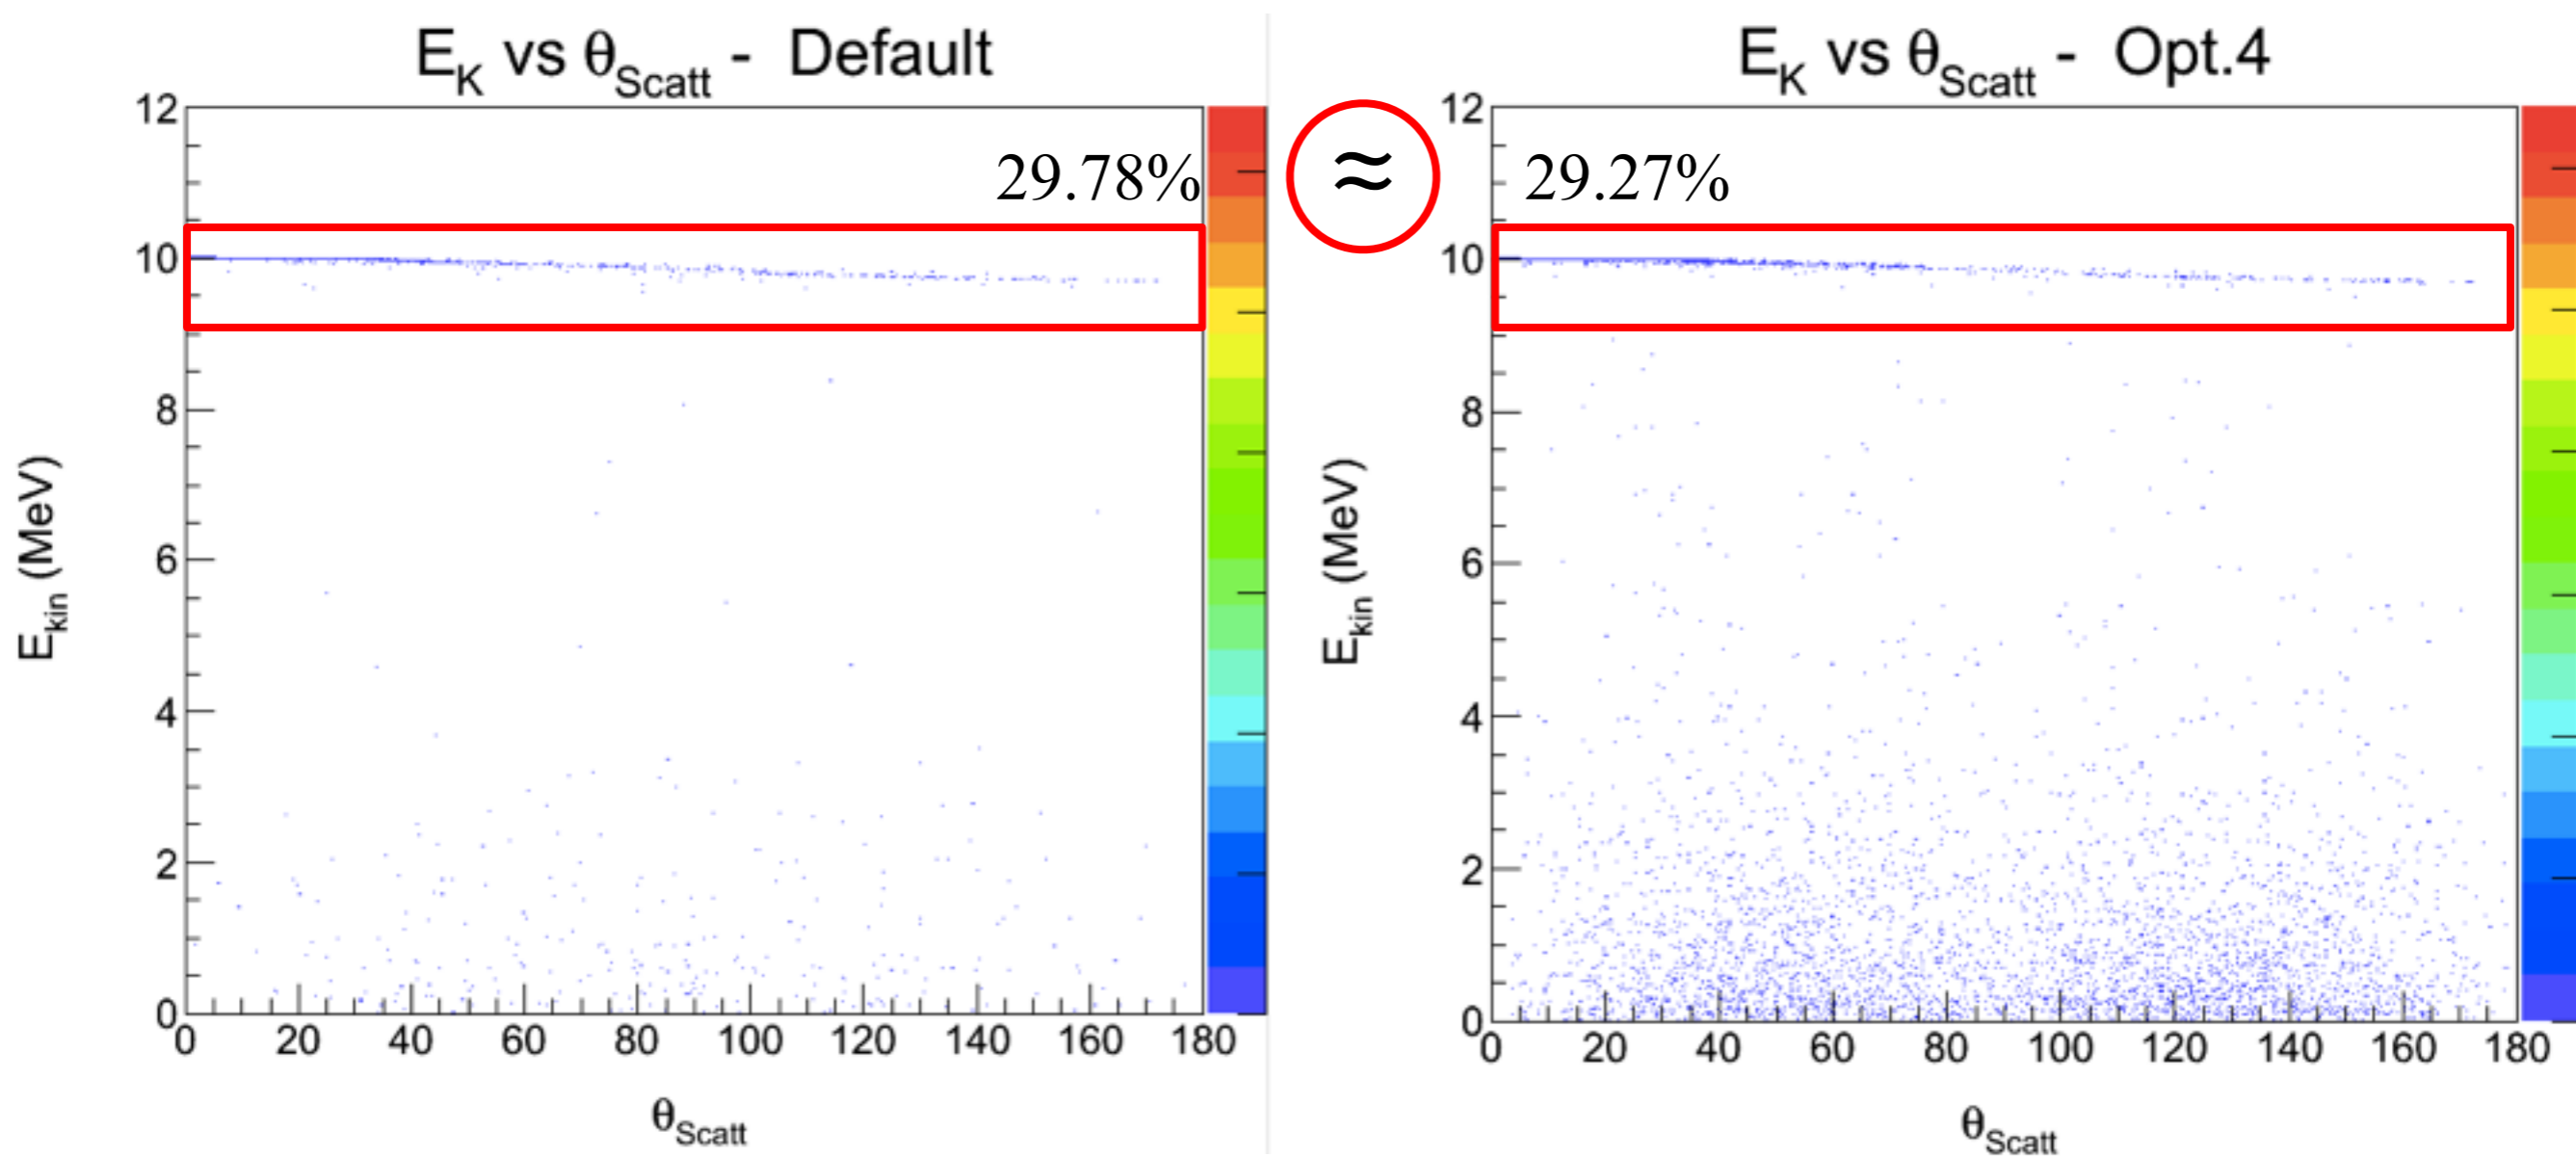 E_K vs θ_Scatt - Default
12
10
8
6
4
2
0
E_kin (MeV)
29.78%
0 20 40 60 80 100 120 140 160 180
θ_Scatt
≈
E_K vs θ_Scatt - Opt.4
12
10
8
6
4
2
0
E_kin (MeV)
29.27%
0 20 40 60 80 100 120 140 160 180
θ_Scatt